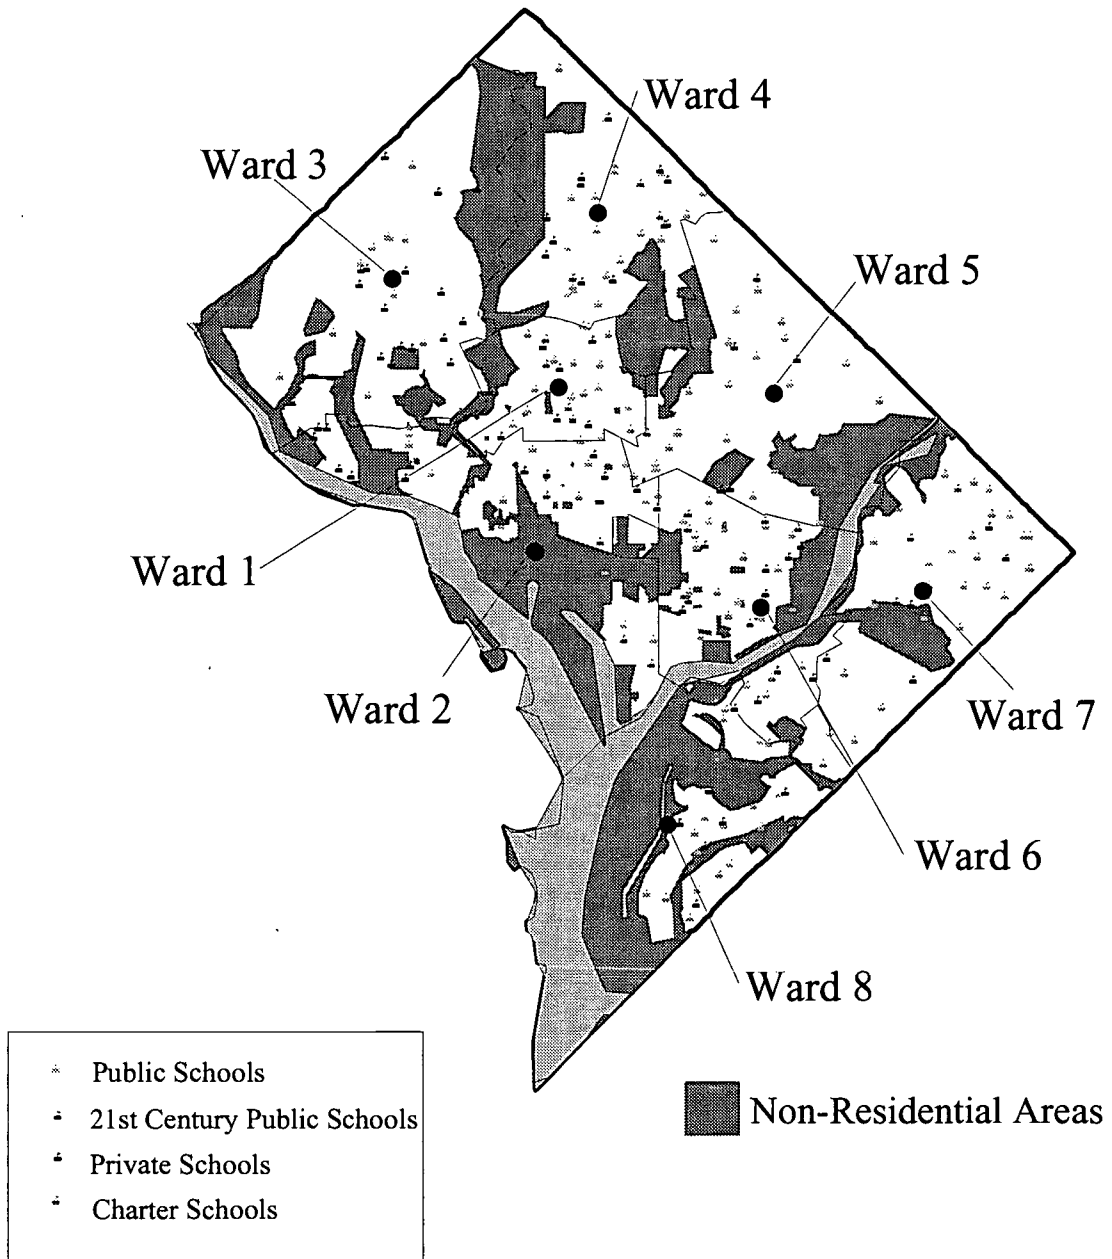 Ward 4
Ward 3
Ward 5
Ward 1
Ward 2
Ward 7
Ward 6
Ward 8
Public Schools
21st Century Public Schools
Private Schools
Charter Schools
Non-Residential Areas